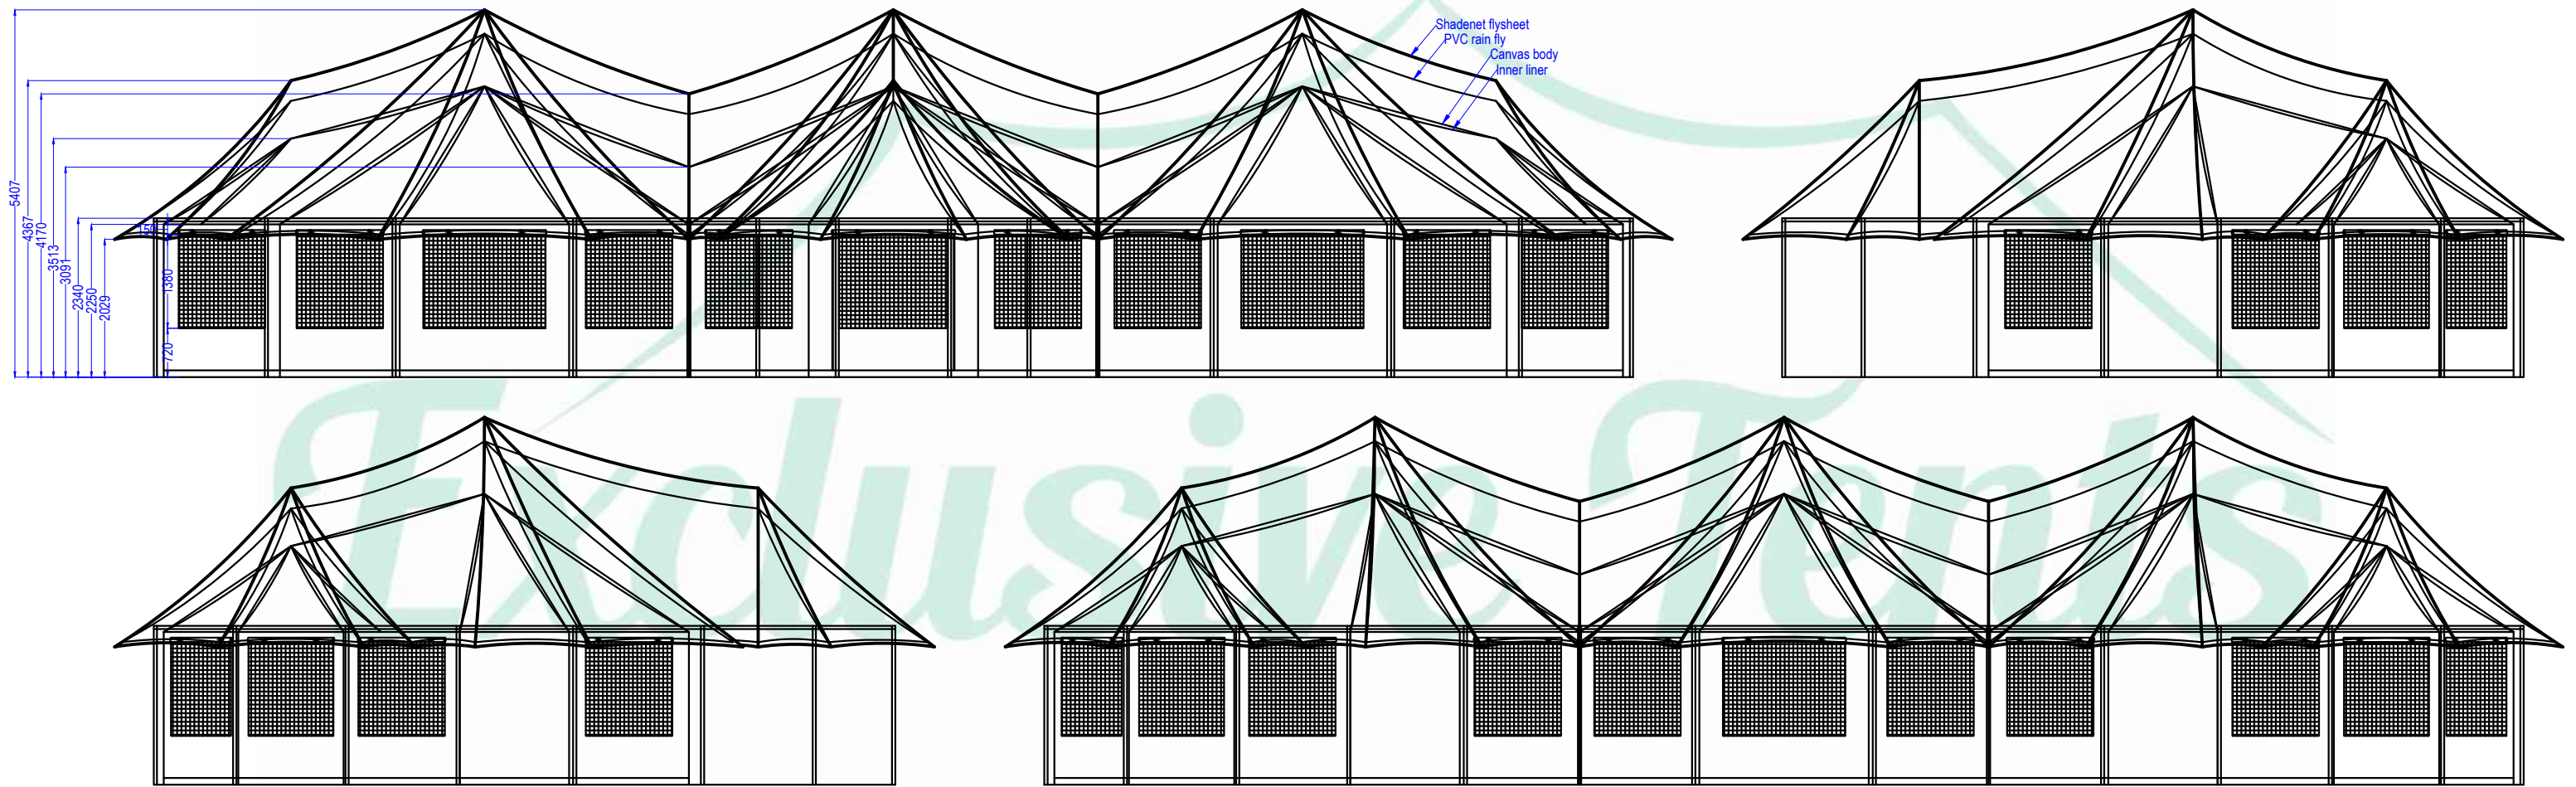 Shadenet flysheet
PVC rain fly
Canvas body
Inner liner
5407
4367
4170
3513
3091
2340
2250
2029
150
1380
720
Exclusive Tents